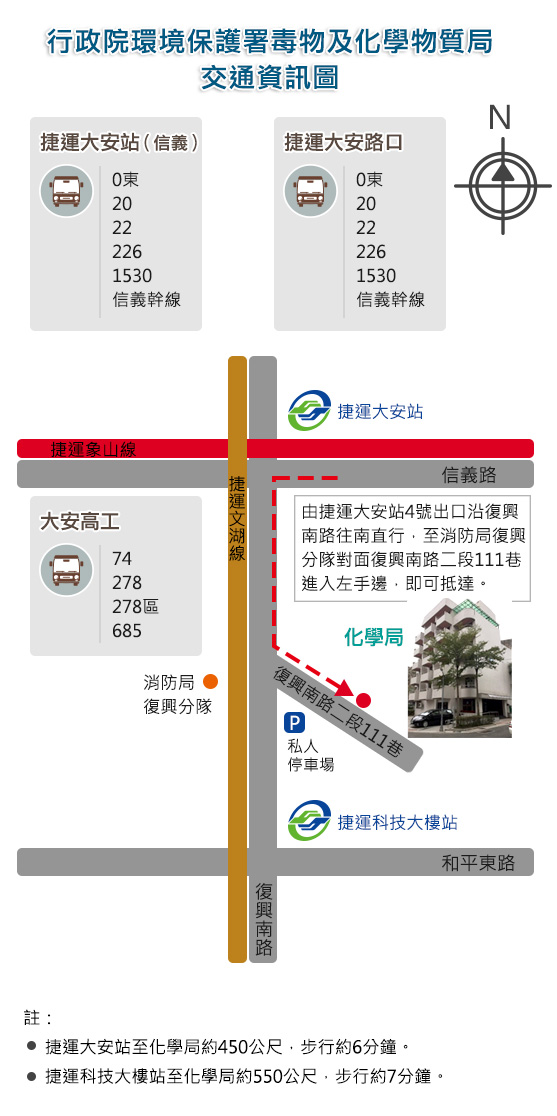 行政院環境保護署毒物及化學物質局
交通資訊圖
N
捷運大安站(信義)
0東
20
22
226
1530
信義幹線
捷運大安路口
0東
20
22
226
1530
信義幹線
捷運大安站
捷運象山線
信義路
捷運文湖線
由捷運大安站4號出口沿復興
南路往南直行，至消防局復興
分隊對面復興南路二段111巷
進入左手邊，即可抵達。
大安高工
74
278
278區
685
化學局
消防局
復興分隊
復興南路二段111巷
P
私人
停車場
捷運科技大樓站
和平東路
復興南路
註：
● 捷運大安站至化學局約450公尺，步行約6分鐘。
● 捷運科技大樓站至化學局約550公尺，步行約7分鐘。